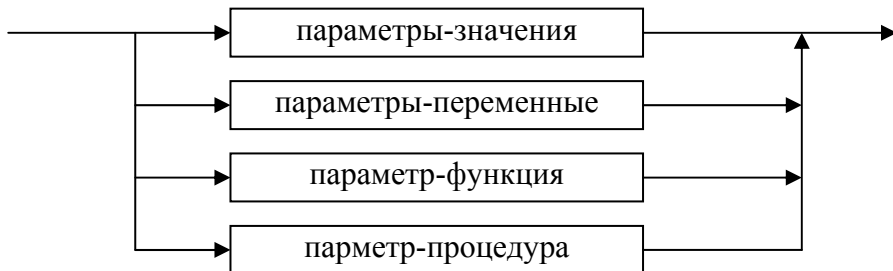 параметры-значения
параметры-переменные
параметр-функция
парметр-процедура